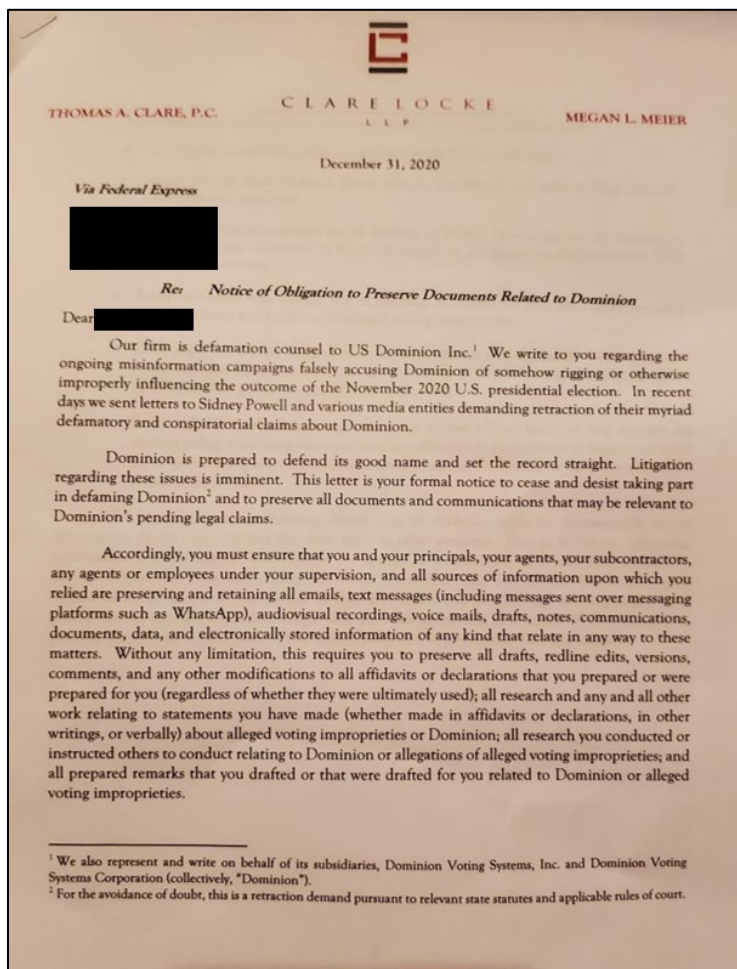 CLARE LOCKE
LLP
THOMAS A. CLARE, P.C.
MEGAN L. MEIER
December 31, 2020
Via Federal Express
Re: Notice of Obligation to Preserve Documents Related to Dominion
Dear
Our firm is defamation counsel to US Dominion Inc.¹ We write to you regarding the
ongoing misinformation campaigns falsely accusing Dominion of somehow rigging or otherwise
improperly influencing the outcome of the November 2020 U.S. presidential election. In recent
days we sent letters to Sidney Powell and various media entities demanding retraction of their myriad
defamatory and conspiratorial claims about Dominion.
Dominion is prepared to defend its good name and set the record straight. Litigation
regarding these issues is imminent. This letter is your formal notice to cease and desist taking part
in defaming Dominion² and to preserve all documents and communications that may be relevant to
Dominion's pending legal claims.
Accordingly, you must ensure that you and your principals, your agents, your subcontractors,
any agents or employees under your supervision, and all sources of information upon which you
relied are preserving and retaining all emails, text messages (including messages sent over messaging
platforms such as WhatsApp), audiovisual recordings, voice mails, drafts, notes, communications,
documents, data, and electronically stored information of any kind that relate in any way to these
matters. Without any limitation, this requires you to preserve all drafts, redline edits, versions,
comments, and any other modifications to all affidavits or declarations that you prepared or were
prepared for you (regardless of whether they were ultimately used); all research and any and all other
work relating to statements you have made (whether made in affidavits or declarations, in other
writings, or verbally) about alleged voting improprieties or Dominion; all research you conducted or
instructed others to conduct relating to Dominion or allegations of alleged voting improprieties; and
all prepared remarks that you drafted or that were drafted for you related to Dominion or alleged
voting improprieties.
¹ We also represent and write on behalf of its subsidiaries, Dominion Voting Systems, Inc. and Dominion Voting
Systems Corporation (collectively, "Dominion").
² For the avoidance of doubt, this is a retraction demand pursuant to relevant state statutes and applicable rules of court.